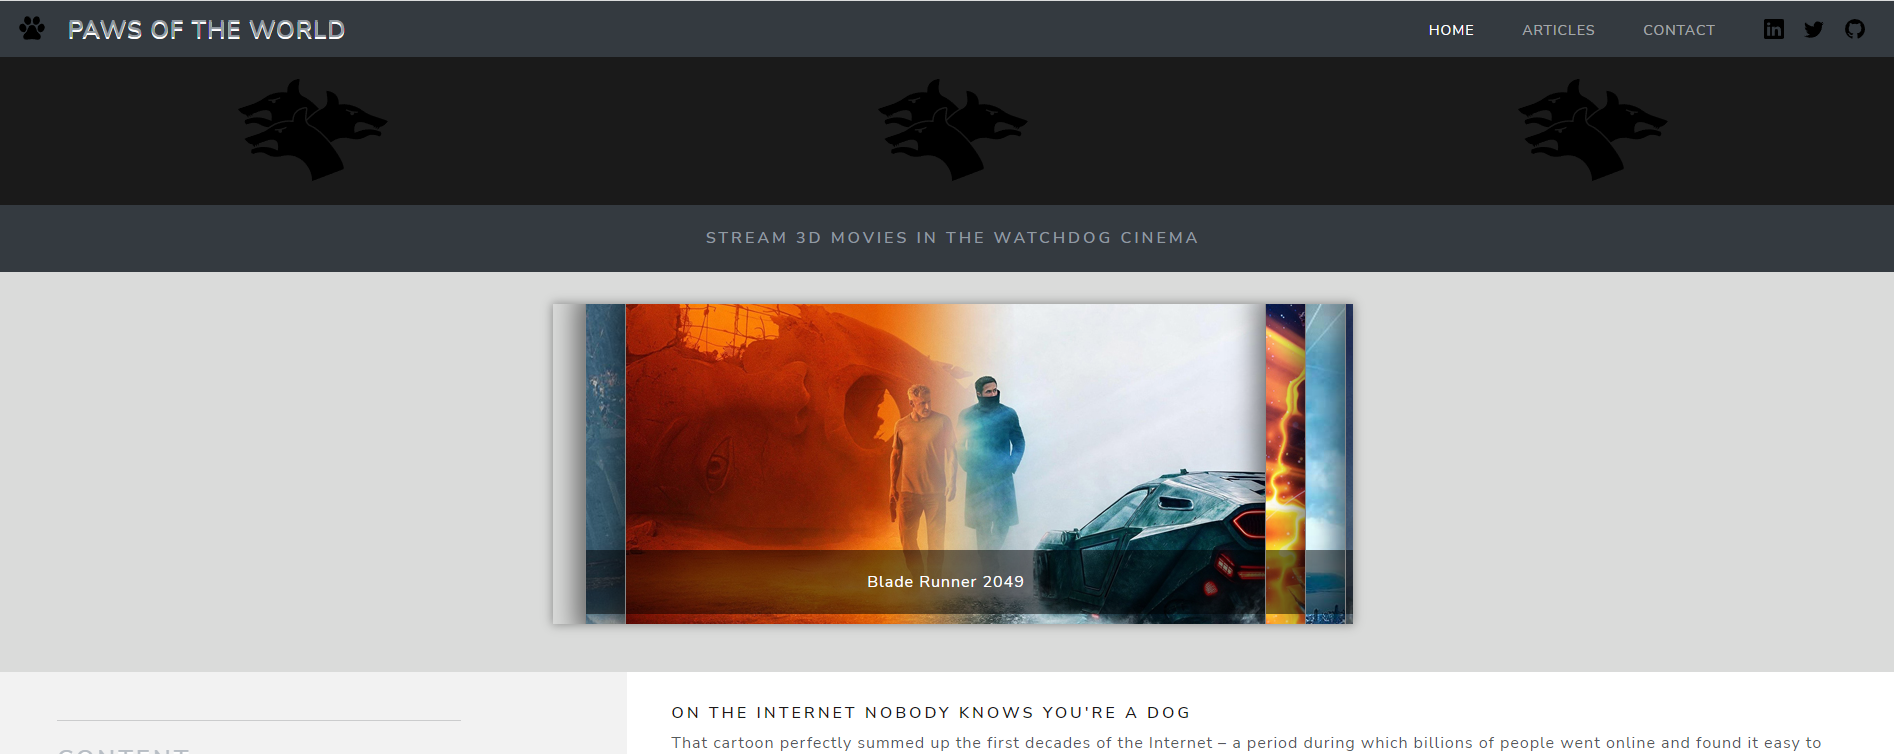 PAWS OF THE WORLD
HOME ARTICLES CONTACT
STREAM 3D MOVIES IN THE WATCHDOG CINEMA
Blade Runner 2049
ON THE INTERNET NOBODY KNOWS YOU'RE A DOG
That cartoon perfectly summed up the first decades of the Internet – a period during which billions of people went online and found it easy to
CONTENT